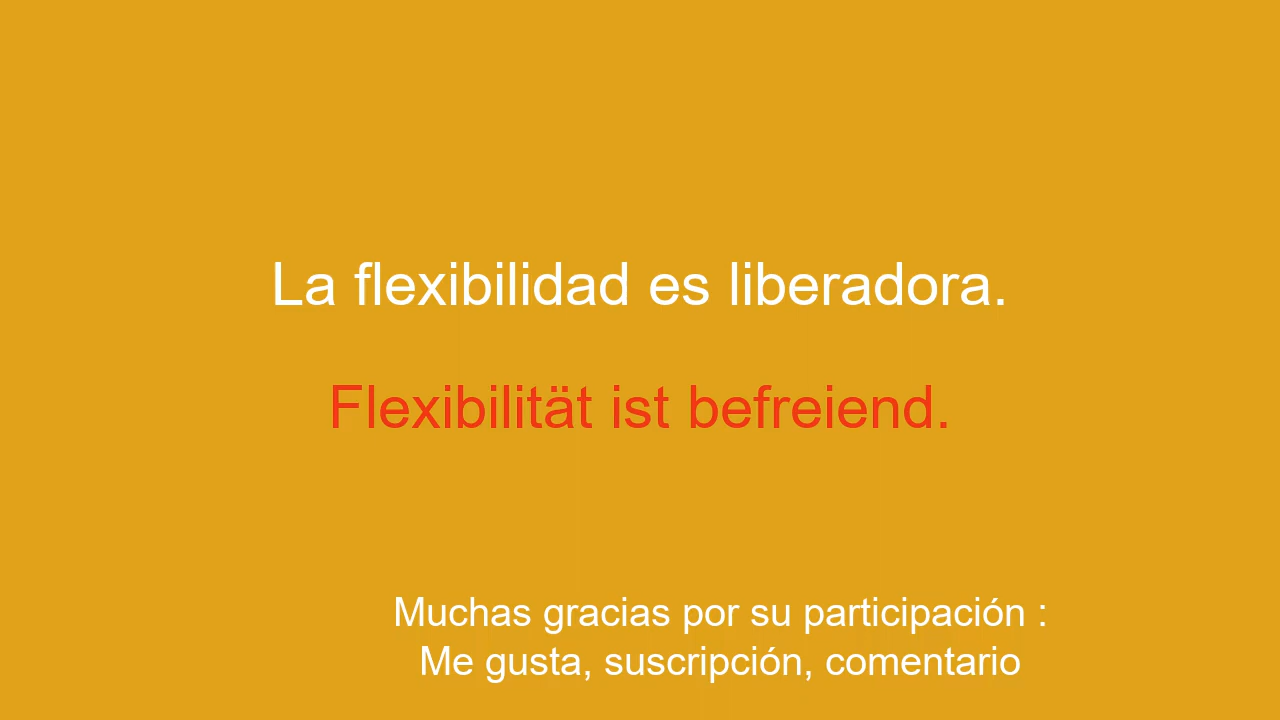 La flexibilidad es liberadora.
Flexibilität ist befreiend.
Muchas gracias por su participación :
Me gusta, suscripción, comentario